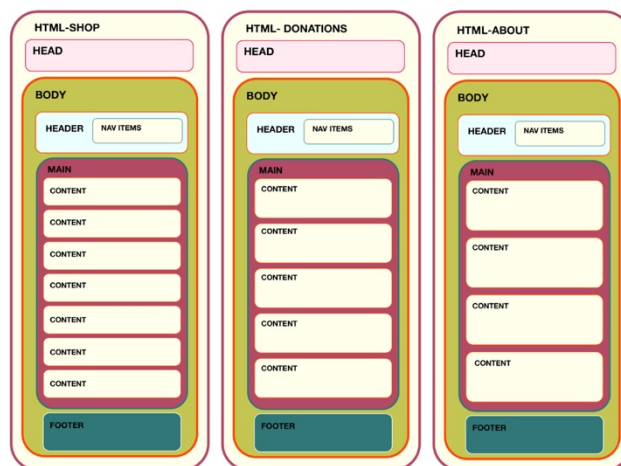 HTML-SHOP
HEAD
BODY
HEADER
NAV ITEMS
MAIN
CONTENT
CONTENT
CONTENT
CONTENT
CONTENT
CONTENT
CONTENT
FOOTER
HTML- DONATIONS
HEAD
BODY
HEADER
NAV ITEMS
MAIN
CONTENT
CONTENT
CONTENT
CONTENT
CONTENT
FOOTER
HTML-ABOUT
HEAD
BODY
HEADER
NAV ITEMS
MAIN
CONTENT
CONTENT
CONTENT
CONTENT
FOOTER